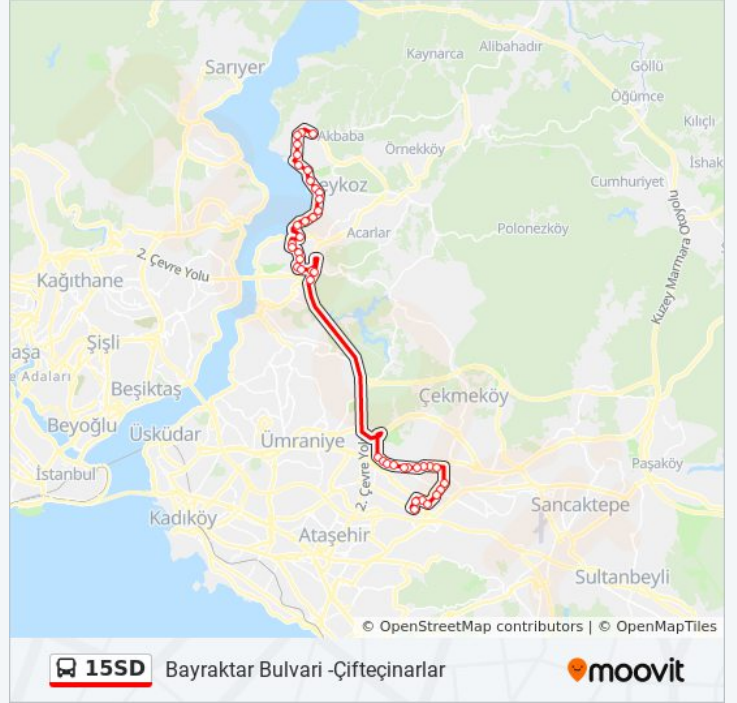 Sarıyer
Kaynarca
Alibahadır
Göllü
Öğümce
Kılıçlı
Akbaba
Örnekköy
İshak
eykoz
Cumhuriyet
Acarlar
Polonezköy
2. Çevre Yolu
Kuzey Marmara Otoyolu
Kağıthane
Şişli
aşa
e Adaları
Beşiktaş
Çekmeköy
Beyoğlu
Üsküdar
Ümraniye
2. Çevre Yolu
Paşaköy
İstanbul
Sancaktepe
Kadıköy
Ataşehir
Sultanbeyli
© OpenStreetMap contributors | © OpenMapTiles
15SD Bayraktar Bulvari -Çifteçinarlar moovit